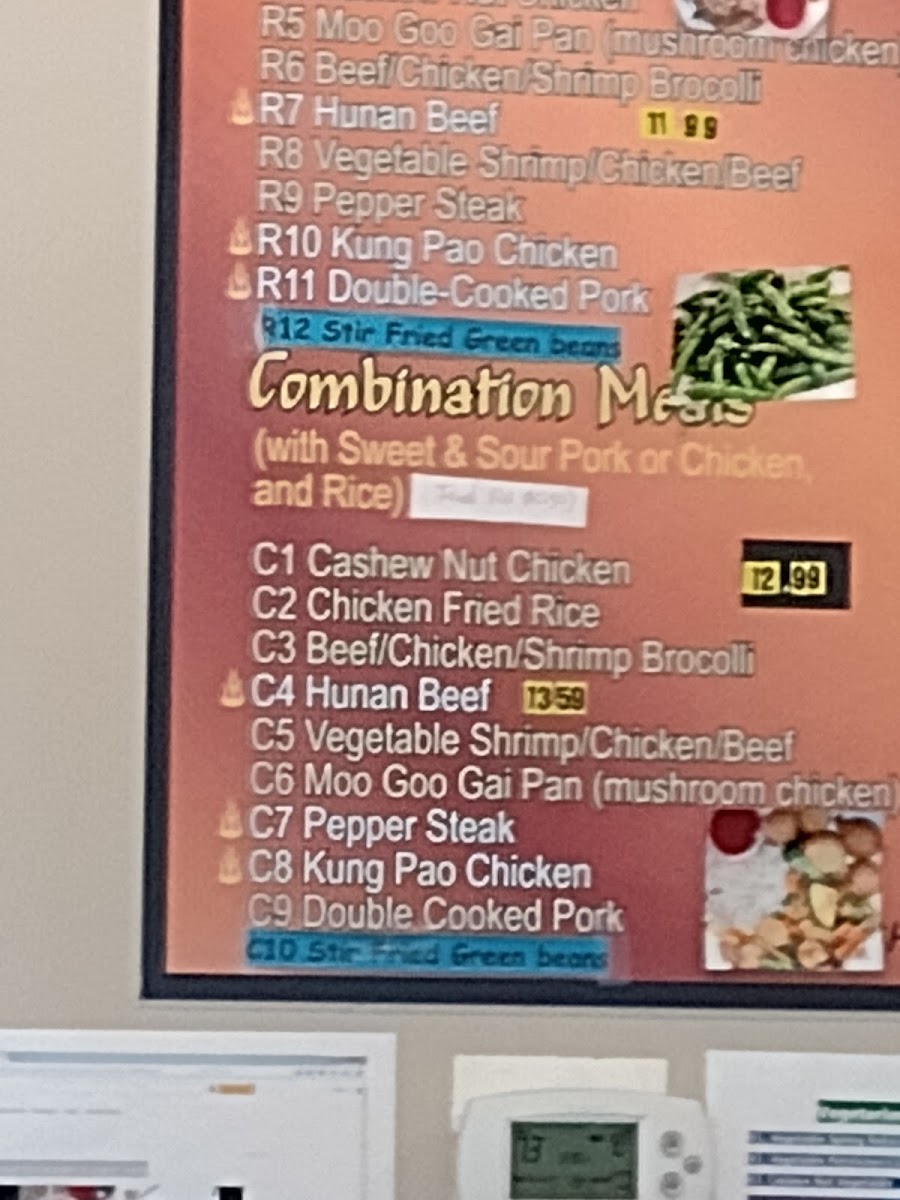 Chicken
R5 Moo Goo Gai Pan (mushroom chicken
R6 Beef/Chicken/Shrimp Brocolli
R7 Hunan Beef 11 99
R8 Vegetable Shrimp/Chicken/Beef
R9 Pepper Steak
R10 Kung Pao Chicken
R11 Double-Cooked Pork
R12 Stir Fried Green beans
Combination Meals
(with Sweet & Sour Pork or Chicken,
and Rice)
C1 Cashew Nut Chicken 12.99
C2 Chicken Fried Rice
C3 Beef/Chicken/Shrimp Brocolli
C4 Hunan Beef 13 59
C5 Vegetable Shrimp/Chicken/Beef
C6 Moo Goo Gai Pan (mushroom chicken)
C7 Pepper Steak
C8 Kung Pao Chicken
C9 Double Cooked Pork
C10 Stir Fried Green beans
73